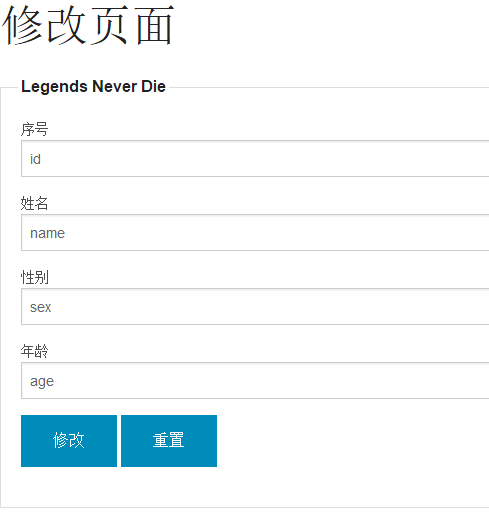 修改页面
Legends Never Die
序号
id
姓名
name
性别
sex
年龄
age
修改 重置